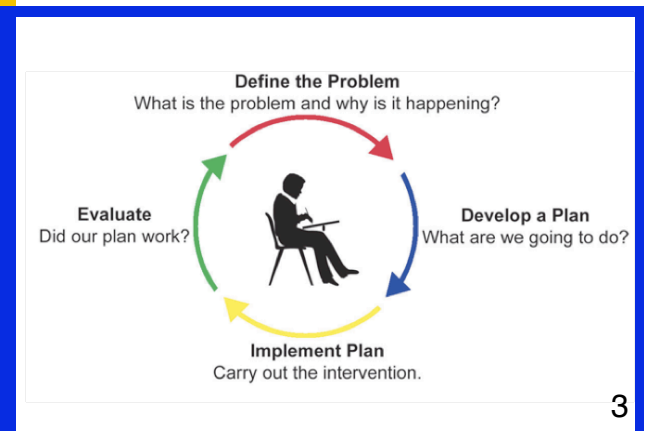 Define the Problem
What is the problem and why is it happening?
Evaluate
Did our plan work?
Develop a Plan
What are we going to do?
Implement Plan
Carry out the intervention.
3